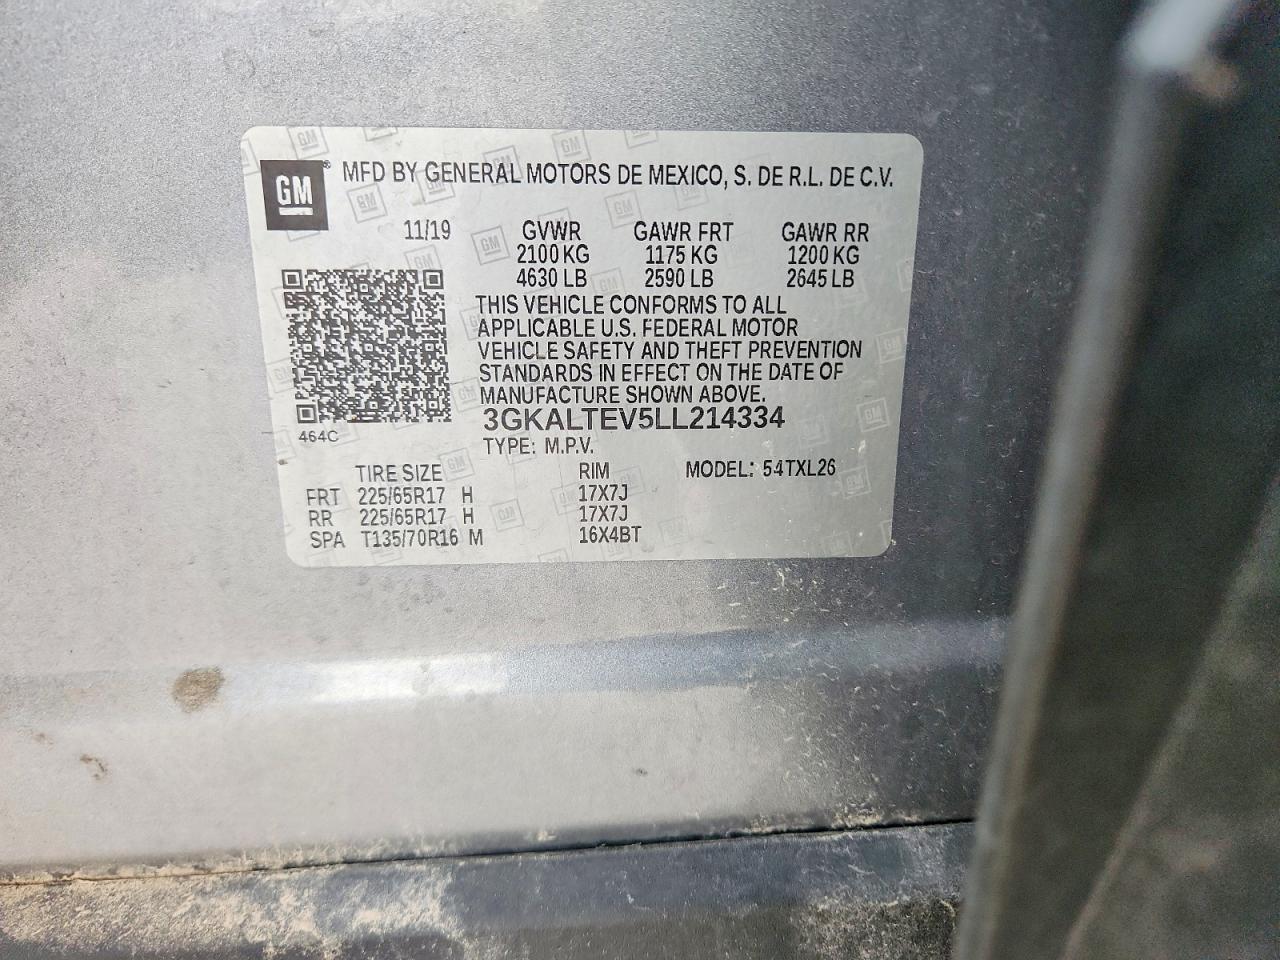 GM ® MFD BY GENERAL MOTORS DE MEXICO, S. DE R.L. DE C.V.
11/19 GVWR GAWR FRT GAWR RR
2100 KG 1175 KG 1200 KG
4630 LB 2590 LB 2645 LB
THIS VEHICLE CONFORMS TO ALL
APPLICABLE U.S. FEDERAL MOTOR
VEHICLE SAFETY AND THEFT PREVENTION
STANDARDS IN EFFECT ON THE DATE OF
MANUFACTURE SHOWN ABOVE.
3GKALTEV5LL214334
464C
TYPE: M.P.V.
TIRE SIZE RIM MODEL: 54TXL26
FRT 225/65R17 H 17X7J
RR 225/65R17 H 17X7J
SPA T135/70R16 M 16X4BT